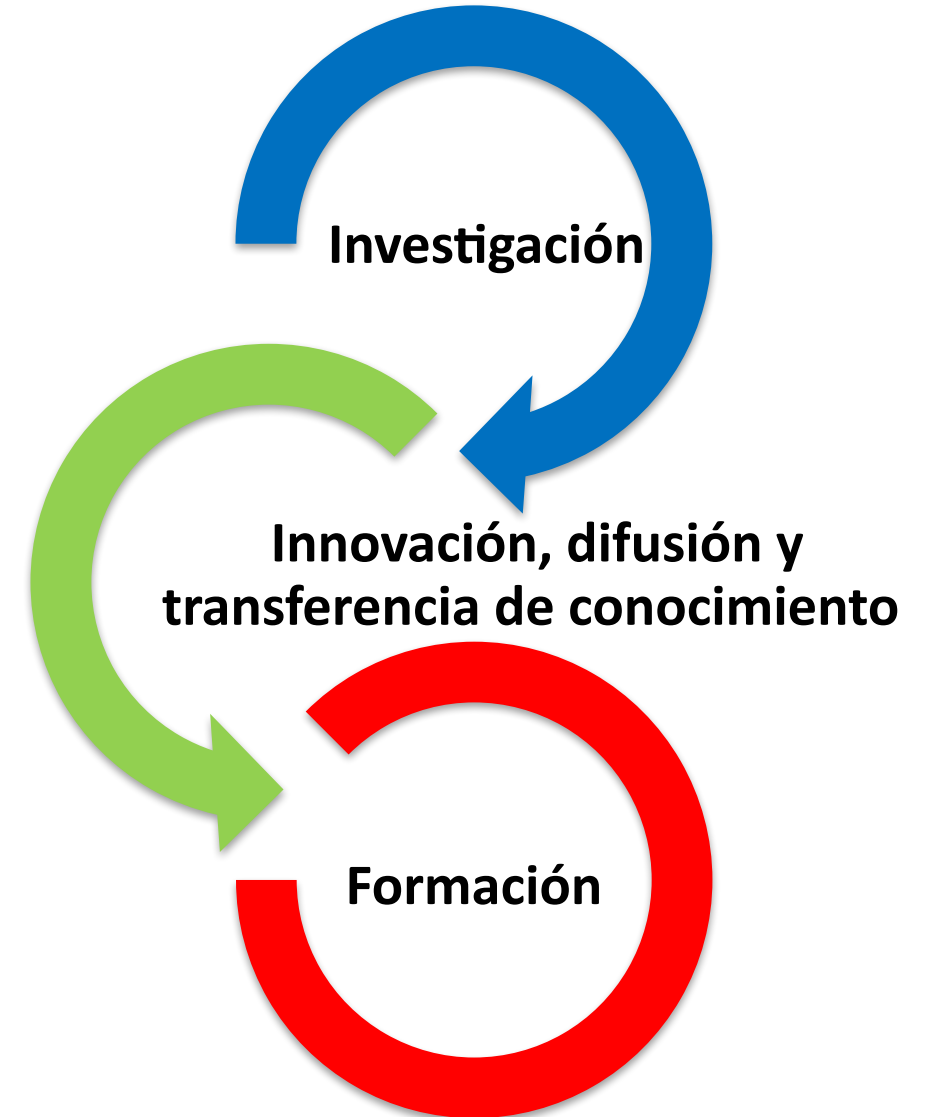 Investigación
Innovación, difusión y
transferencia de conocimiento
Formación